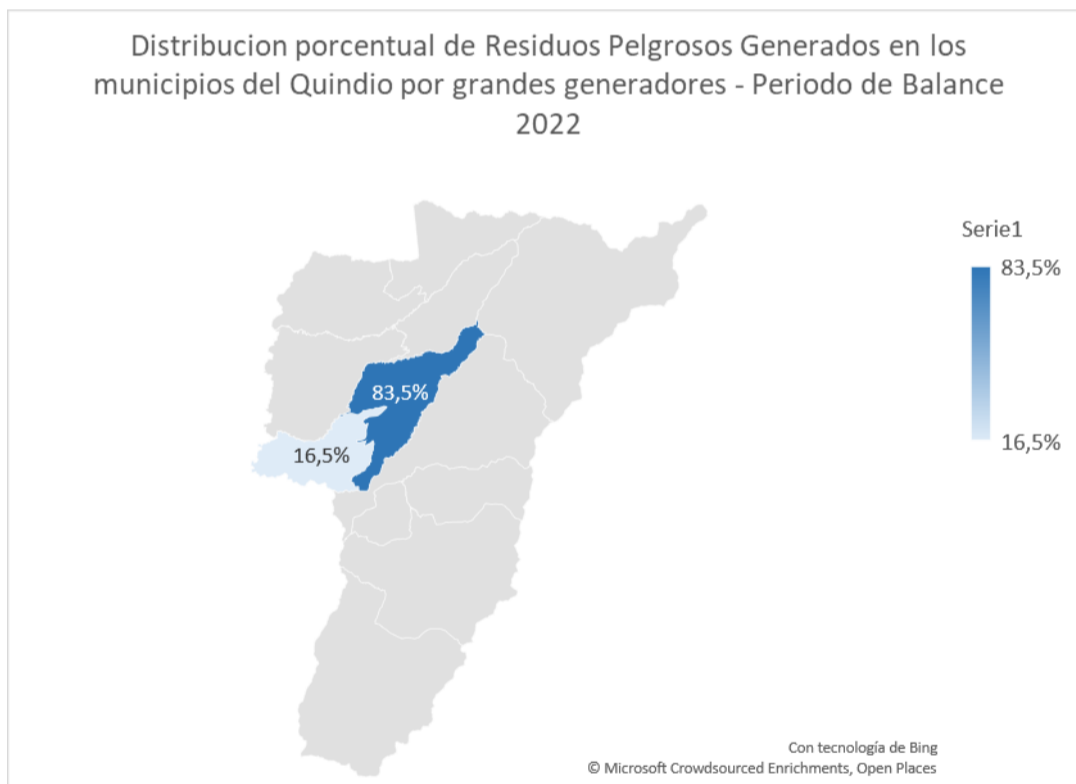 Distribucion porcentual de Residuos Pelgrosos Generados en los
municipios del Quindio por grandes generadores - Periodo de Balance
2022
Serie1
83,5%
83,5%
16,5%
16,5%
Con tecnología de Bing
© Microsoft Crowdsourced Enrichments, Open Places